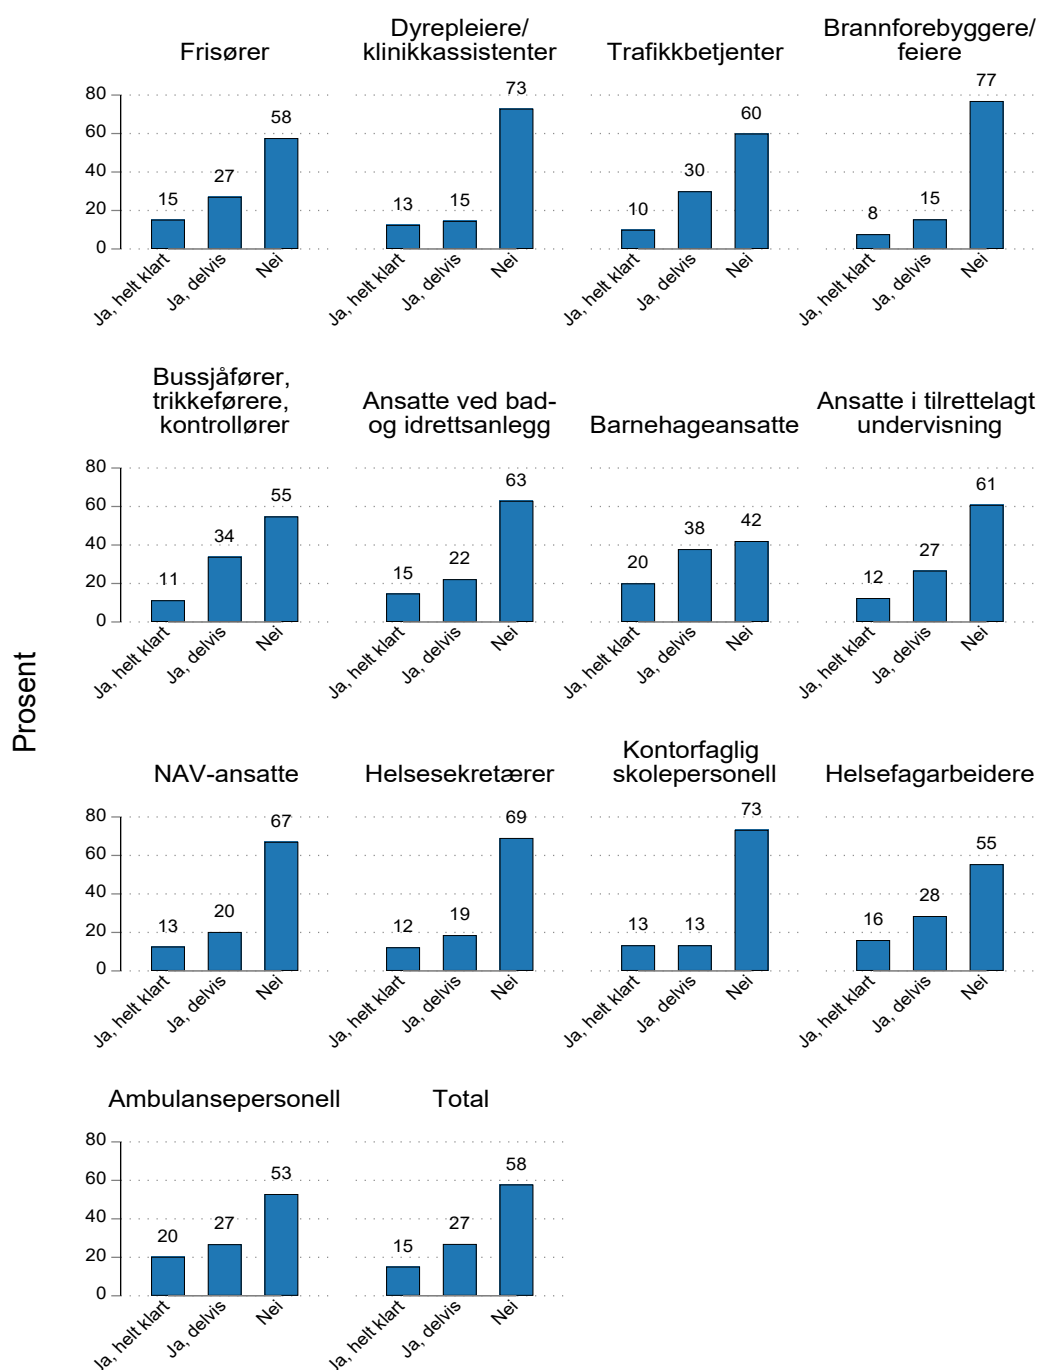 Prosent
Frisører
80
60
40
20
0
15
27
58
Ja, helt klart
Ja, delvis
Nei
Dyrepleiere/
klinikkassistenter
13
15
73
Ja, helt klart
Ja, delvis
Nei
Trafikkbetjenter
10
30
60
Ja, helt klart
Ja, delvis
Nei
Brannforebyggere/
feiere
8
15
77
Ja, helt klart
Ja, delvis
Nei
Bussjåfører,
trikkeførere,
kontrollører
80
60
40
20
0
11
34
55
Ja, helt klart
Ja, delvis
Nei
Ansatte ved bad-
og idrettsanlegg
15
22
63
Ja, helt klart
Ja, delvis
Nei
Barnehageansatte
20
38
42
Ja, helt klart
Ja, delvis
Nei
Ansatte i tilrettelagt
undervisning
12
27
61
Ja, helt klart
Ja, delvis
Nei
NAV-ansatte
80
60
40
20
0
13
20
67
Ja, helt klart
Ja, delvis
Nei
Helsesekretærer
12
19
69
Ja, helt klart
Ja, delvis
Nei
Kontorfaglig
skolepersonell
13
13
73
Ja, helt klart
Ja, delvis
Nei
Helsefagarbeidere
16
28
55
Ja, helt klart
Ja, delvis
Nei
Ambulansepersonell
80
60
40
20
0
20
27
53
Ja, helt klart
Ja, delvis
Nei
Total
15
27
58
Ja, helt klart
Ja, delvis
Nei